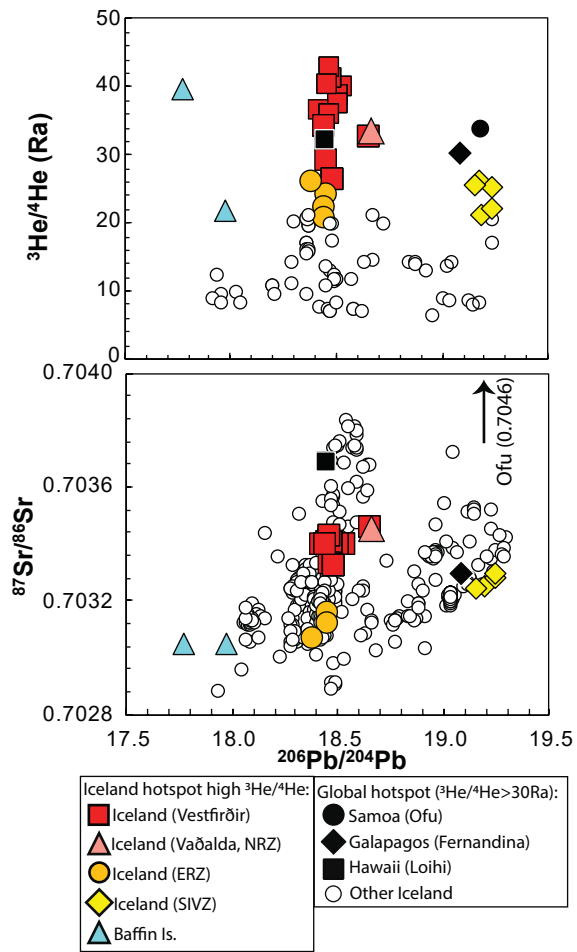 50
40
30
20
10
0
³He/⁴He (Ra)
0.7040
0.7036
0.7032
0.7028
⁸⁷Sr/⁸⁶Sr
Ofu (0.7046)
17.5 18.0 18.5 19.0 19.5
²⁰⁶Pb/²⁰⁴Pb
Iceland hotspot high ³He/⁴He:
Iceland (Vestfirðir)
Iceland (Vaðalda, NRZ)
Iceland (ERZ)
Iceland (SIVZ)
Baffin Is.
Global hotspot (³He/⁴He>30Ra):
Samoa (Ofu)
Galapagos (Fernandina)
Hawaii (Loihi)
Other Iceland